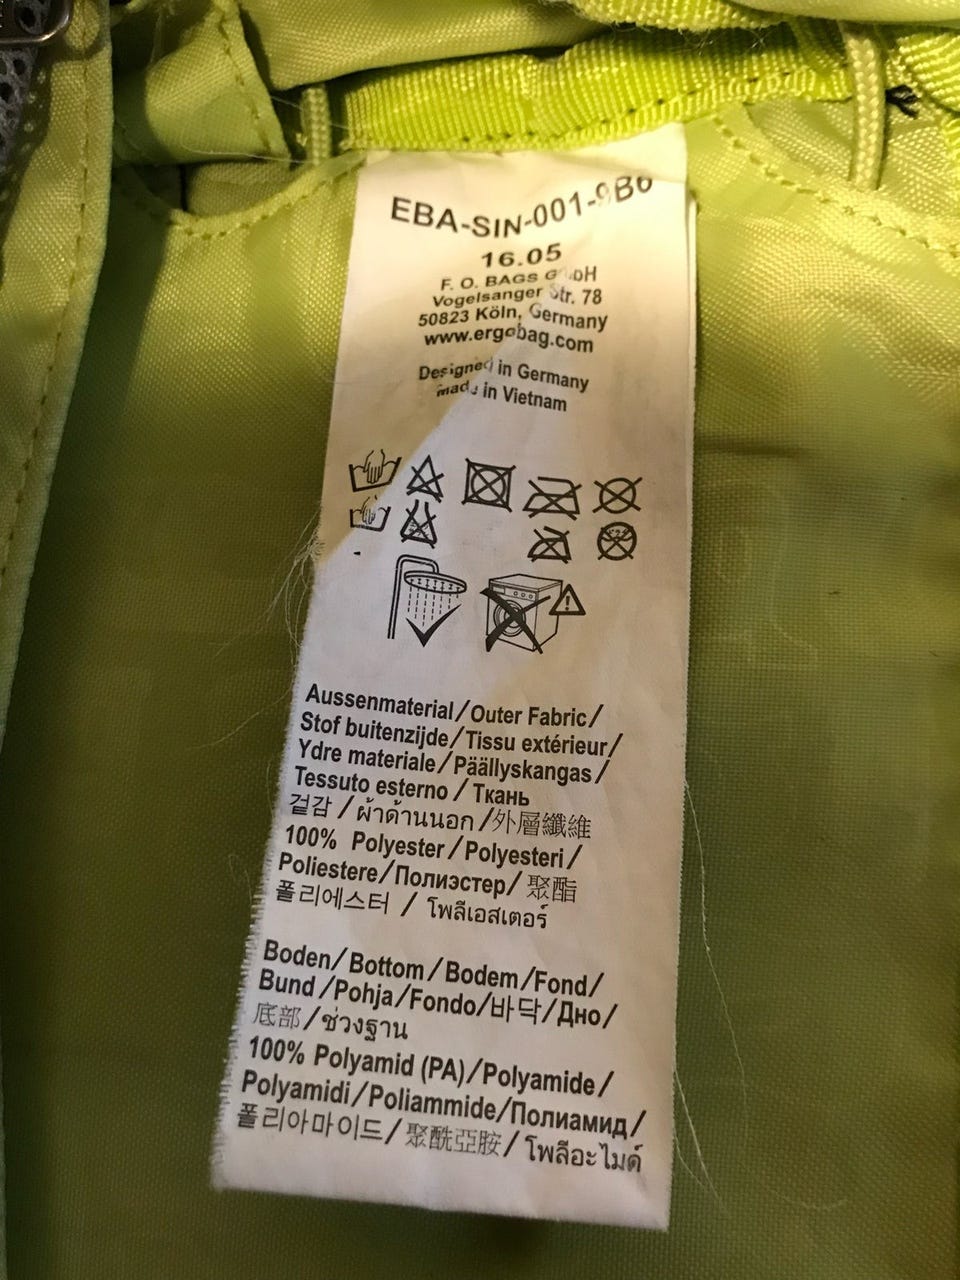 EBA-SIN-001-9B6
16.05
F. O. BAGS GmbH
Vogelsanger Str. 78
50823 Köln, Germany
www.ergobag.com
Designed in Germany
made in Vietnam
Aussenmaterial/Outer Fabric/
Stof buitenzijde/Tissu extérieur/
Ydre materiale/Päällyskangas/
Tessuto esterno/Ткань
겉감/ผ้าด้านนอก/外層纖維
100% Polyester/Polyesteri/
Poliestere/Полиэстер/聚酯
폴리에스터/โพลีเอสเตอร์
Boden/Bottom/Bodem/Fond/
Bund/Pohja/Fondo/바닥/Дно/
底部/ช่วงฐาน
100% Polyamid (PA)/Polyamide/
Polyamidi/Poliammide/Полиамид/
폴리아마이드/聚酰亞胺/โพลีอะไมด์